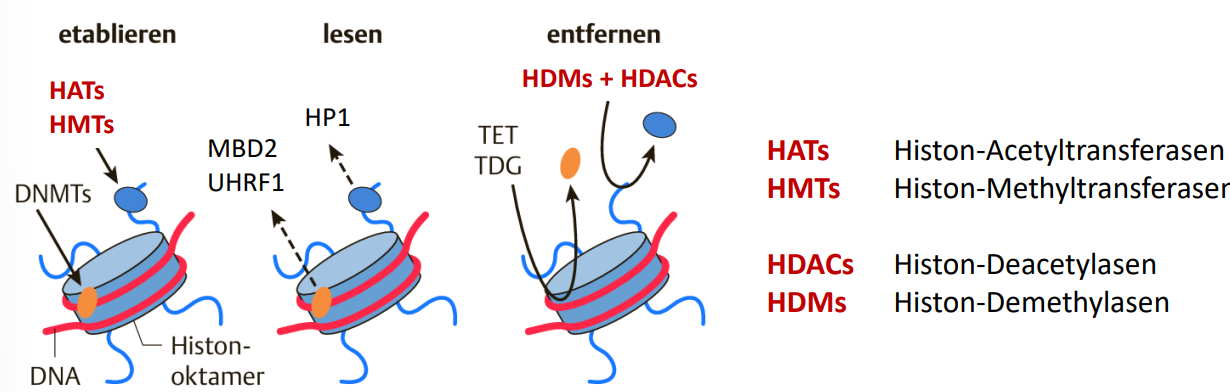 etablieren
lesen
entfernen
HATs
HMTs
DNMTs
DNA
Histon-
oktamer
HP1
MBD2
UHRF1
HDMs + HDACs
TET
TDG
HATs Histon-Acetyltransferasen
HMTs Histon-Methyltransferasen
HDACs Histon-Deacetylasen
HDMs Histon-Demethylasen